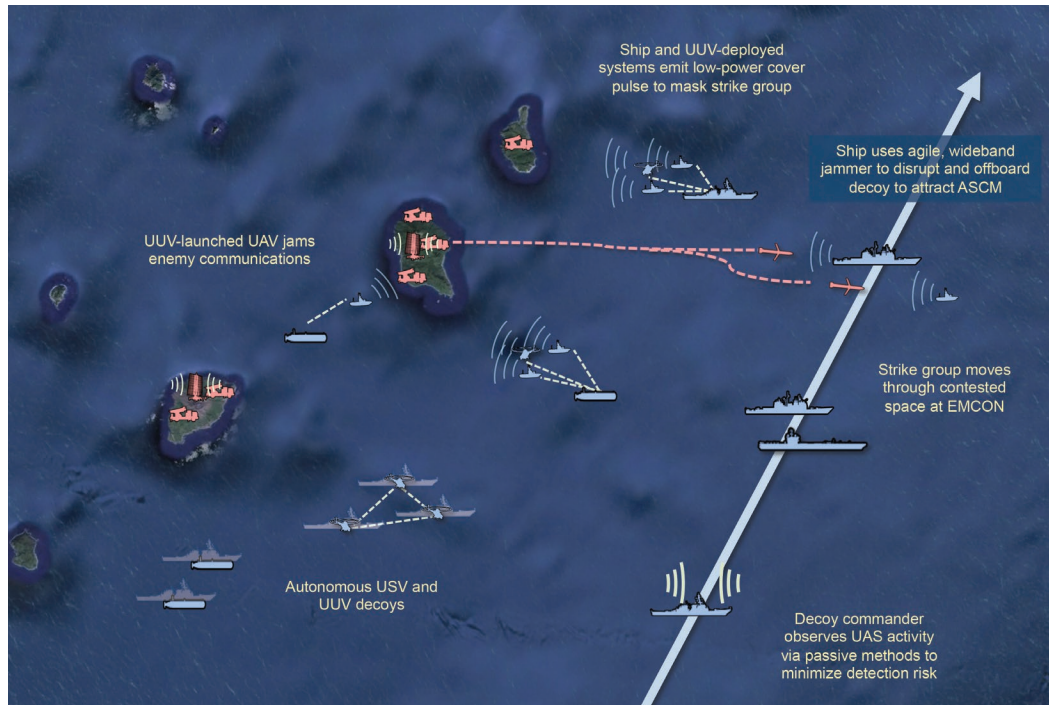 Ship and UUV-deployed
systems emit low-power cover
pulse to mask strike group
Ship uses agile, wideband
jammer to disrupt and offboard
decoy to attract ASCM
UUV-launched UAV jams
enemy communications
Strike group moves
through contested
space at EMCON
Autonomous USV and
UUV decoys
Decoy commander
observes UAS activity
via passive methods to
minimize detection risk